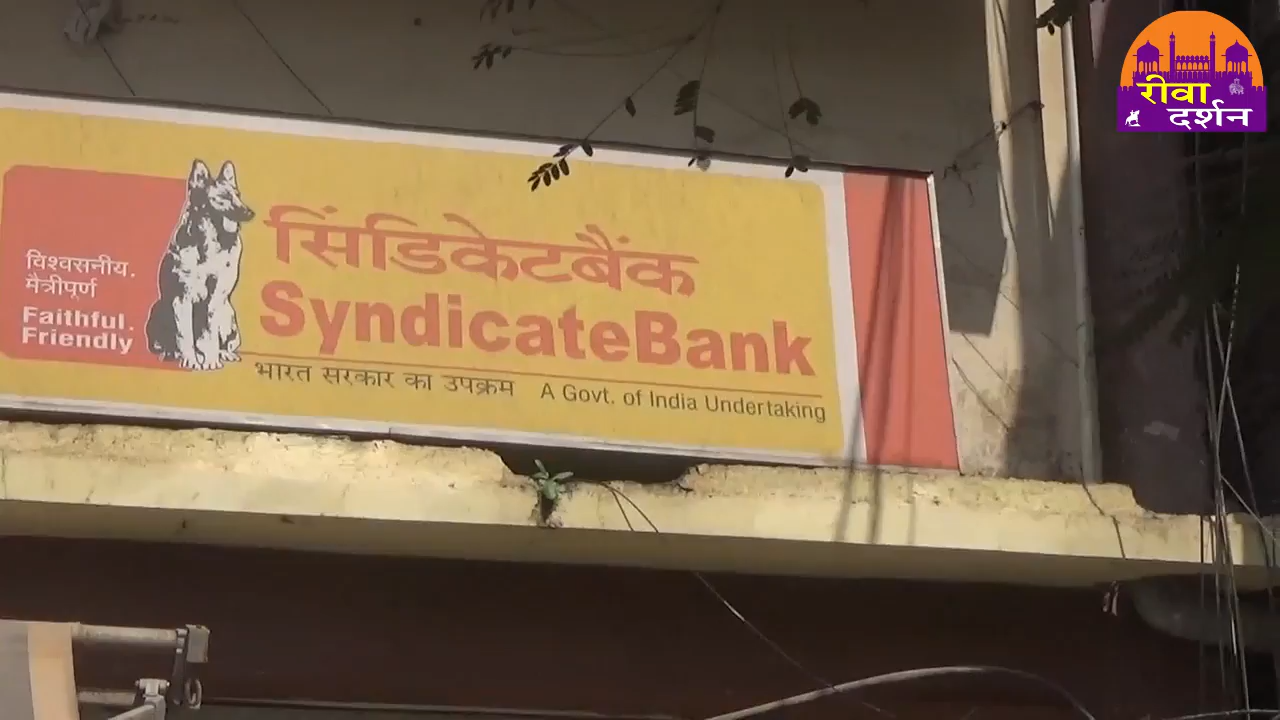 रीवा
दर्शन
विश्वसनीय.
मैत्रीपूर्ण
Faithful.
Friendly
सिंडिकेटबैंक
SyndicateBank
भारत सरकार का उपक्रम A Govt. of India Undertaking